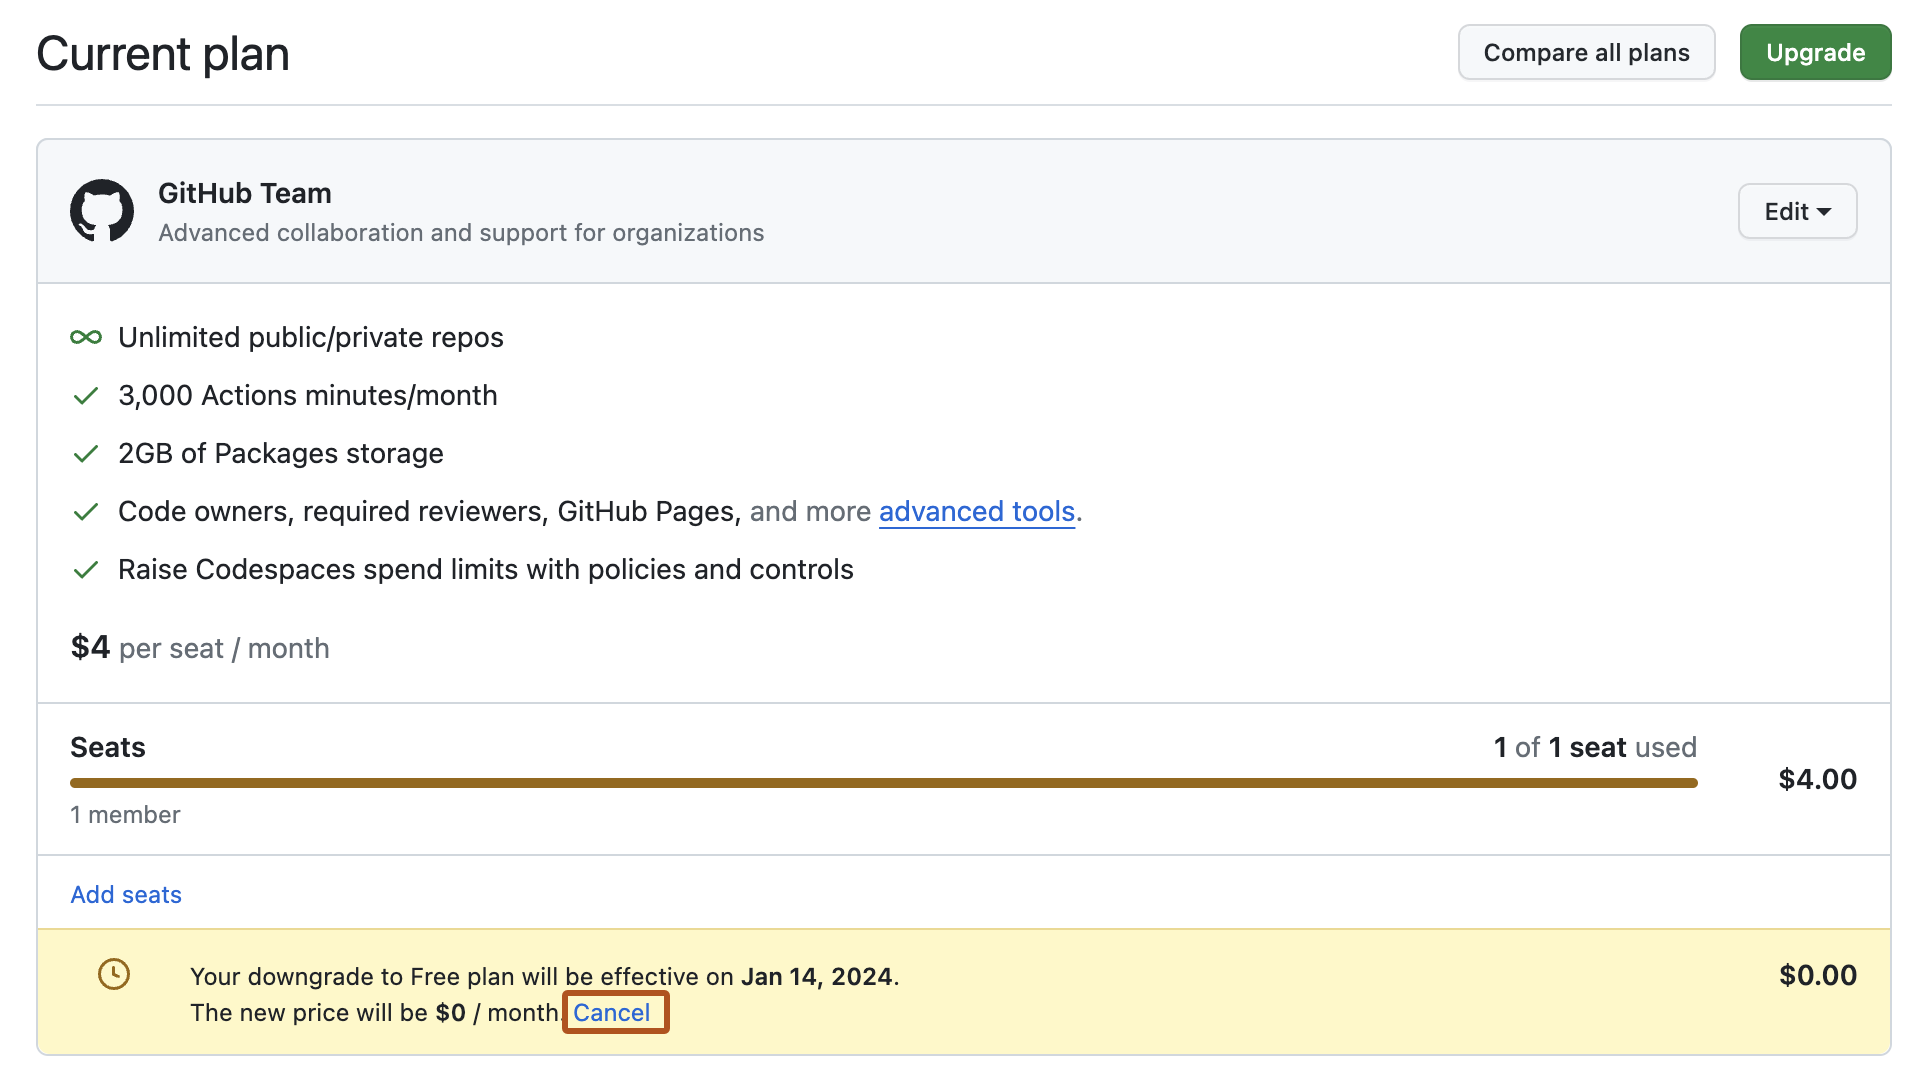 Current plan
Compare all plans
Upgrade
GitHub Team
Advanced collaboration and support for organizations
Edit
Unlimited public/private repos
3,000 Actions minutes/month
2GB of Packages storage
Code owners, required reviewers, GitHub Pages, and more advanced tools.
Raise Codespaces spend limits with policies and controls
$4 per seat / month
Seats
1 of 1 seat used
$4.00
1 member
Add seats
Your downgrade to Free plan will be effective on Jan 14, 2024.
$0.00
The new price will be $0 / month. Cancel